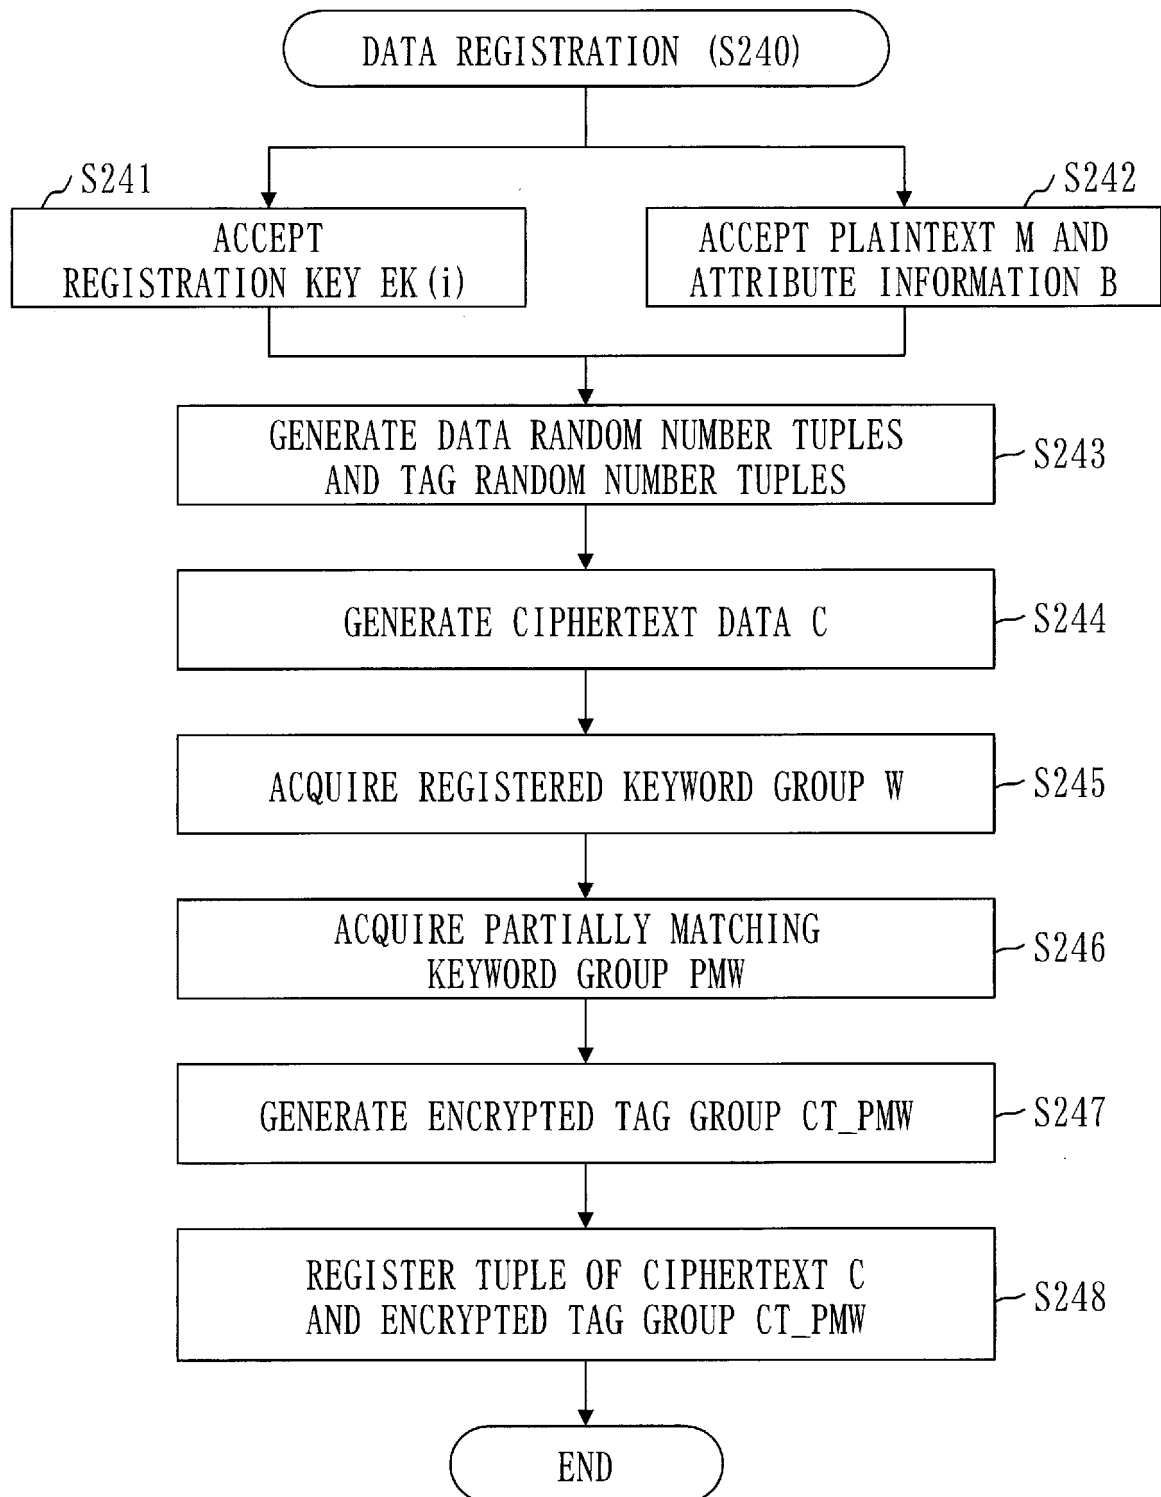 DATA REGISTRATION (S240)
S241
S242
ACCEPT
REGISTRATION KEY EK(i)
ACCEPT PLAINTEXT M AND
ATTRIBUTE INFORMATION B
GENERATE DATA RANDOM NUMBER TUPLES
AND TAG RANDOM NUMBER TUPLES
S243
GENERATE CIPHERTEXT DATA C
S244
ACQUIRE REGISTERED KEYWORD GROUP W
S245
ACQUIRE PARTIALLY MATCHING
KEYWORD GROUP PMW
S246
GENERATE ENCRYPTED TAG GROUP CT_PMW
S247
REGISTER TUPLE OF CIPHERTEXT C
AND ENCRYPTED TAG GROUP CT_PMW
S248
END